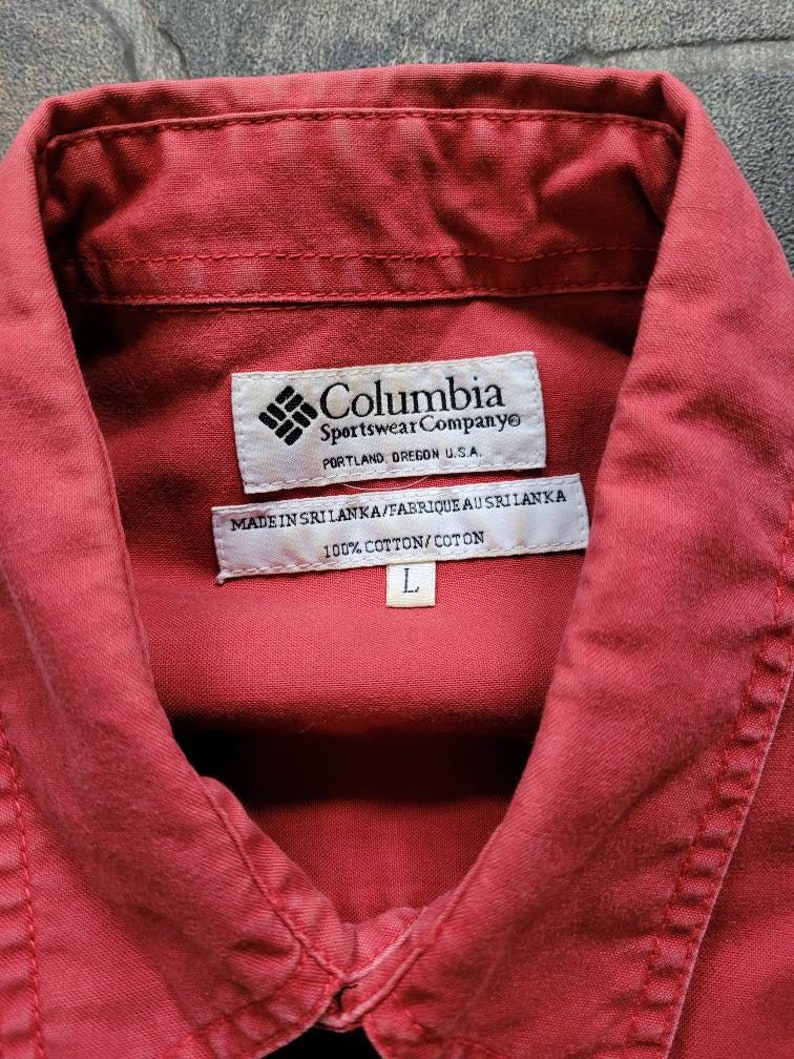 Columbia
Sportswear Company®
PORTLAND, OREGON U.S.A.
MADE IN SRI LANKA/FABRIQUE AU SRI LANKA
100% COTTON/COTON
L